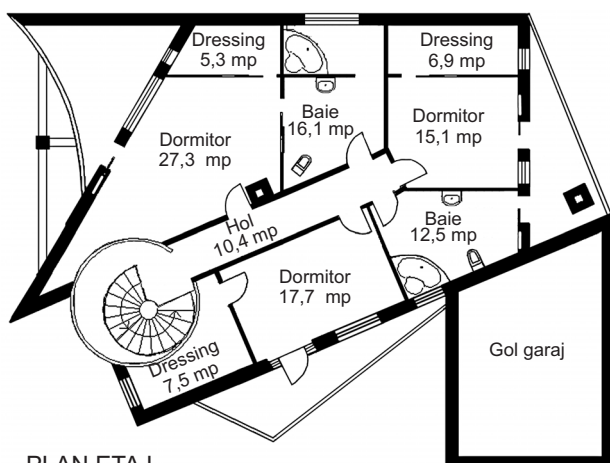 Dressing
5,3 mp
Dressing
6,9 mp
Baie
16,1 mp
Dormitor
27,3 mp
Dormitor
15,1 mp
Hol
10,4 mp
Baie
12,5 mp
Dormitor
17,7 mp
Dressing
7,5 mp
Gol garaj